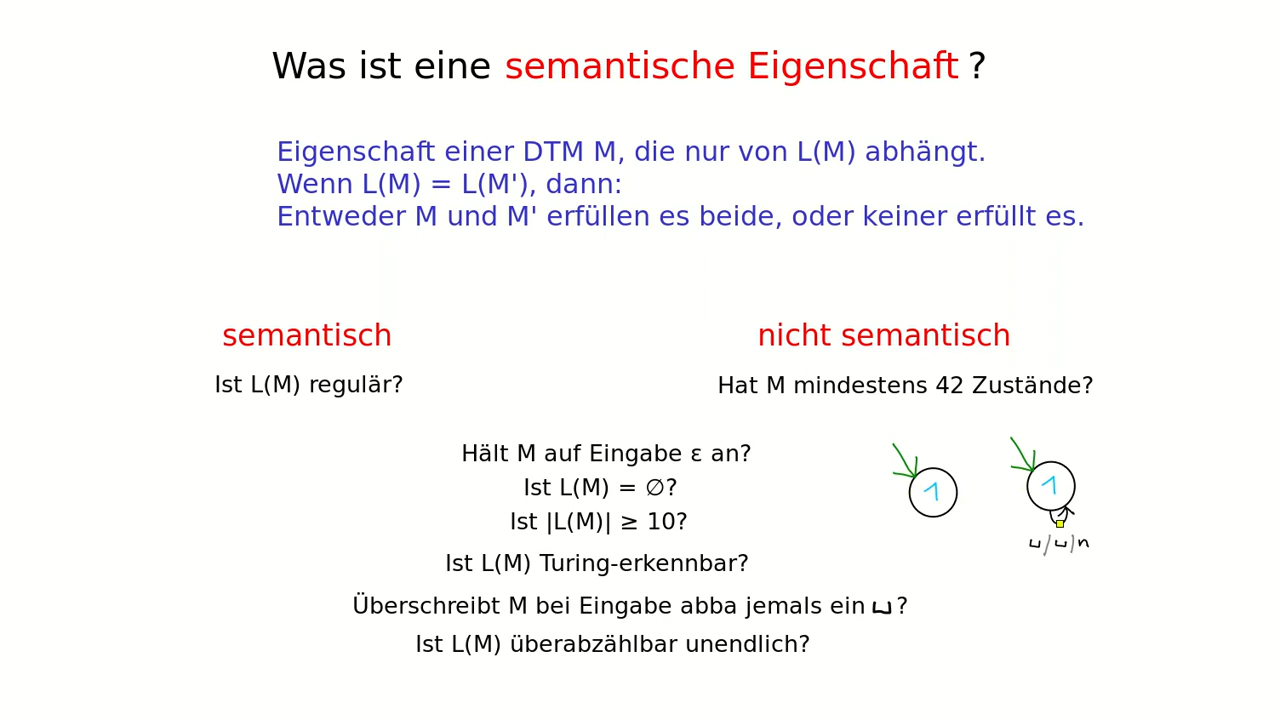 Was ist eine semantische Eigenschaft ?
Eigenschaft einer DTM M, die nur von L(M) abhängt.
Wenn L(M) = L(M'), dann:
Entweder M und M' erfüllen es beide, oder keiner erfüllt es.
semantisch
nicht semantisch
Ist L(M) regulär?
Hat M mindestens 42 Zustände?
Hält M auf Eingabe ε an?
Ist L(M) = ∅?
Ist |L(M)| ≥ 10?
1
1
⊔/⊔,n
Ist L(M) Turing-erkennbar?
Überschreibt M bei Eingabe abba jemals ein ⊔ ?
Ist L(M) überabzählbar unendlich?